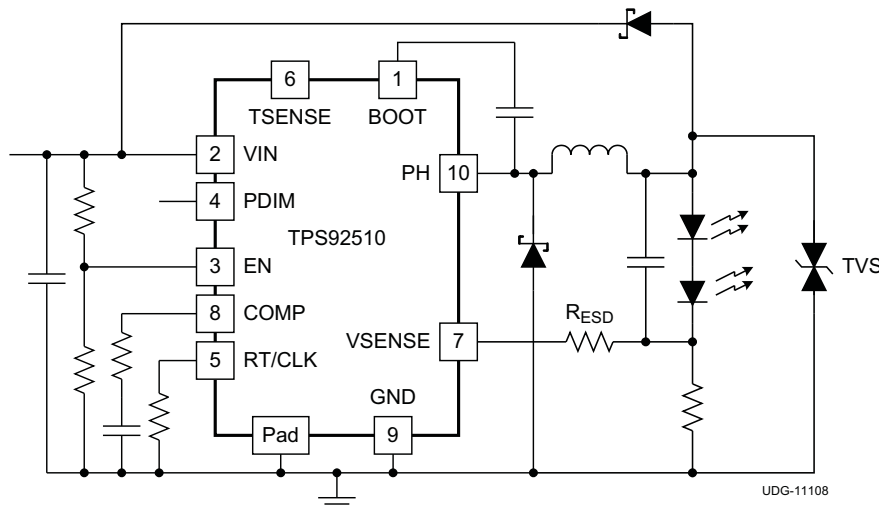 6
1
TSENSE
BOOT
2
VIN
PH
10
4
PDIM
TPS92510
3
EN
TVS
8
COMP
R_ESD
VSENSE
7
5
RT/CLK
GND
Pad
9
UDG-11108